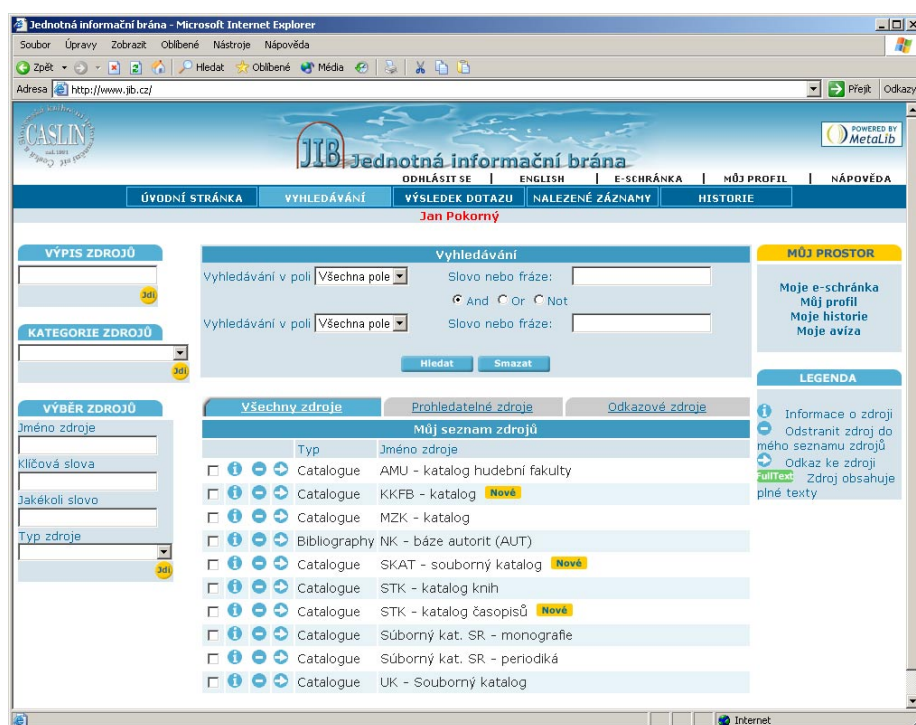 Jednotná informační brána - Microsoft Internet Explorer
Soubor Úpravy Zobrazit Oblíbené Nástroje Nápověda
Zpět Hledat Oblíbené Média
Adresa http://www.jib.cz/ Přejít Odkazy
CASLIN
JIB Jednotná informační brána
POWERED BY MetaLib
ODHLÁSIT SE | ENGLISH | E-SCHRÁNKA | MŮJ PROFIL | NÁPOVĚDA
ÚVODNÍ STRÁNKA VYHLEDÁVÁNÍ VÝSLEDEK DOTAZU NALEZENÉ ZÁZNAMY HISTORIE
Jan Pokorný
VÝPIS ZDROJŮ
Jdi
KATEGORIE ZDROJŮ
Jdi
VÝBĚR ZDROJŮ
Jméno zdroje
Klíčová slova
Jakékoli slovo
Typ zdroje
Jdi
Vyhledávání
Vyhledávání v poli Všechna pole Slovo nebo fráze:
And Or Not
Vyhledávání v poli Všechna pole Slovo nebo fráze:
Hledat Smazat
Všechny zdroje Prohledatelné zdroje Odkazové zdroje
Můj seznam zdrojů
Typ Jméno zdroje
Catalogue AMU - katalog hudební fakulty
Catalogue KKFB - katalog Nové
Catalogue MZK - katalog
Bibliography NK - báze autorit (AUT)
Catalogue SKAT - souborný katalog Nové
Catalogue STK - katalog knih
Catalogue STK - katalog časopisů Nové
Catalogue Súborný kat. SR - monografie
Catalogue Súborný kat. SR - periodiká
Catalogue UK - Souborný katalog
MŮJ PROSTOR
Moje e-schránka
Můj profil
Moje historie
Moje avíza
LEGENDA
Informace o zdroji
Odstranit zdroj do
mého seznamu zdrojů
Odkaz ke zdroji
FullText Zdroj obsahuje
plné texty
Internet